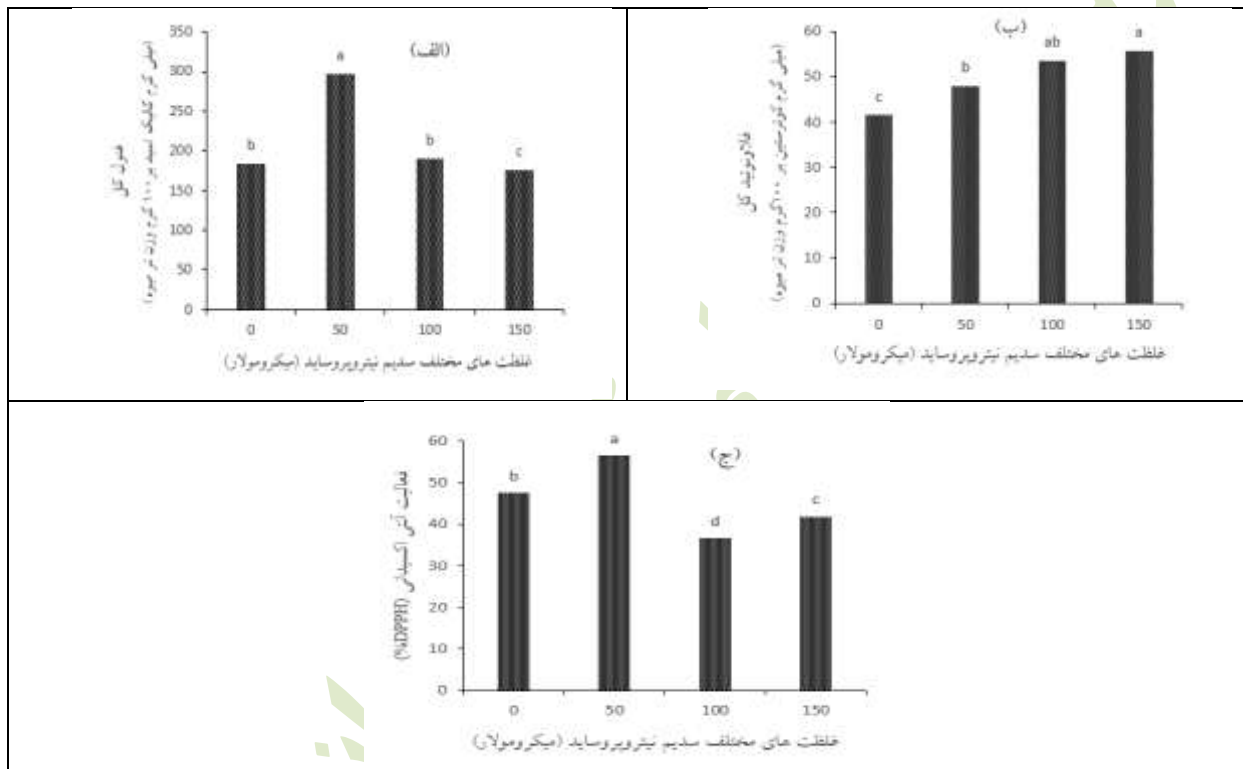 (الف)
فنول کل
(میلی گرم گالیک اسید بر ۱۰۰ گرم وزن تر میوه)
350
300
250
200
150
100
50
0
b
a
b
c
0 50 100 150
غلظت های مختلف سدیم نیتروپروساید (میکرومولار)
(ب)
فلاونوئید کل
(میلی گرم کوئرستین بر ۱۰۰گرم وزن تر میوه)
60
50
40
30
20
10
0
c
b
ab
a
0 50 100 150
غلظت های مختلف سدیم نیتروپروساید (میکرومولار)
(ج)
فعالیت آنتی اکسیدانی (DPPH%)
60
50
40
30
20
10
0
b
a
d
c
0 50 100 150
غلظت های مختلف سدیم نیتروپروساید (میکرومولار)